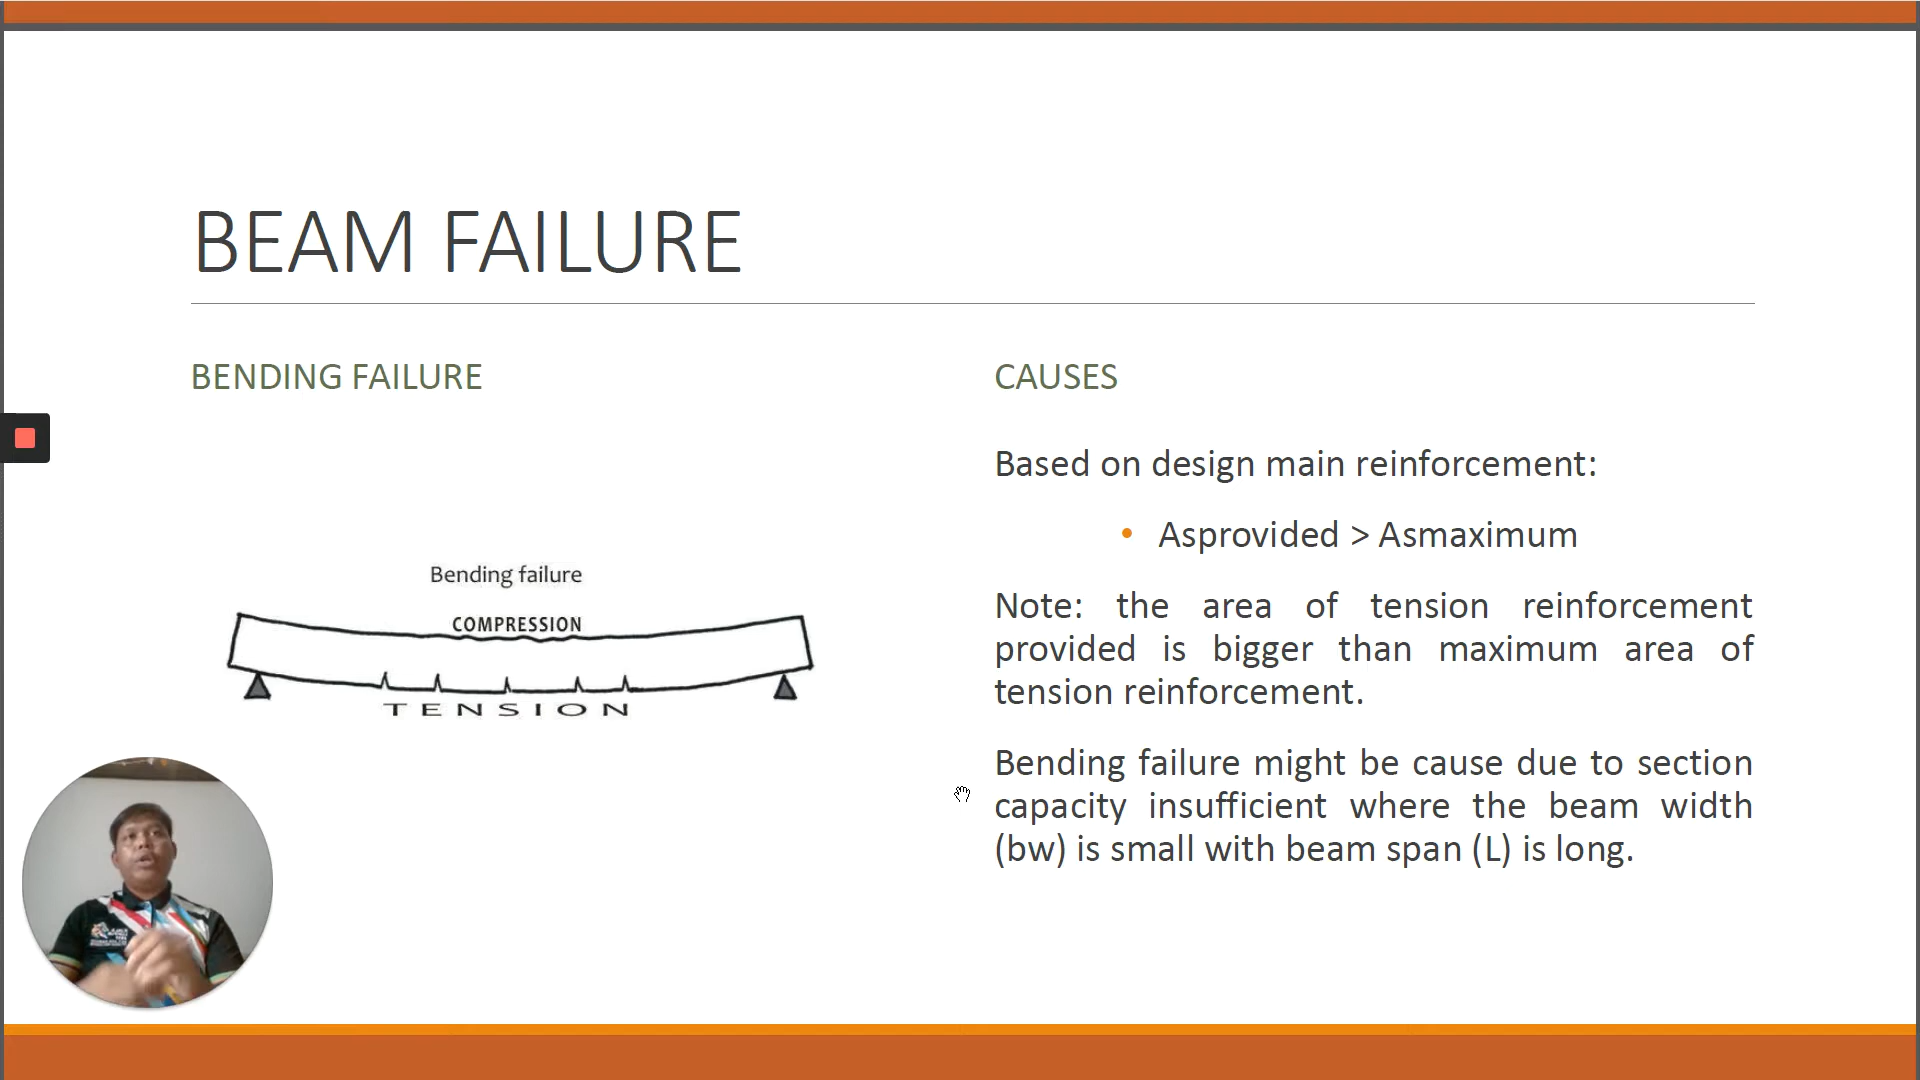 BEAM FAILURE
BENDING FAILURE
Bending failure
COMPRESSION
TENSION
CAUSES
Based on design main reinforcement:
• Asprovided > Asmaximum
Note: the area of tension reinforcement
provided is bigger than maximum area of
tension reinforcement.
Bending failure might be cause due to section
capacity insufficient where the beam width
(bw) is small with beam span (L) is long.